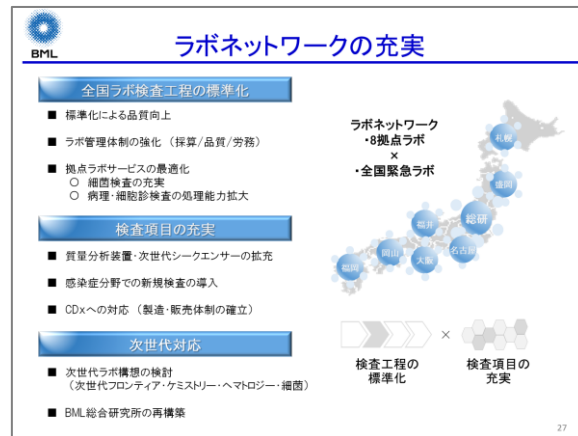 BML
ラボネットワークの充実
全国ラボ検査工程の標準化
■ 標準化による品質向上
■ ラボ管理体制の強化 （採算/品質/労務）
■ 拠点ラボサービスの最適化
○ 細菌検査の充実
○ 病理・細胞診検査の処理能力拡大
検査項目の充実
■ 質量分析装置・次世代シークエンサーの拡充
■ 感染症分野での新規検査の導入
■ CDxへの対応 （製造・販売体制の確立）
次世代対応
■ 次世代ラボ構想の検討
（次世代フロンティア・ケミストリー・ヘマトロジー・細菌）
■ BML総合研究所の再構築
ラボネットワーク
・8拠点ラボ
×
・全国緊急ラボ
札幌
盛岡
総研
福井
名古屋
大阪
岡山
福岡
×
検査工程の
標準化
検査項目の
充実
27